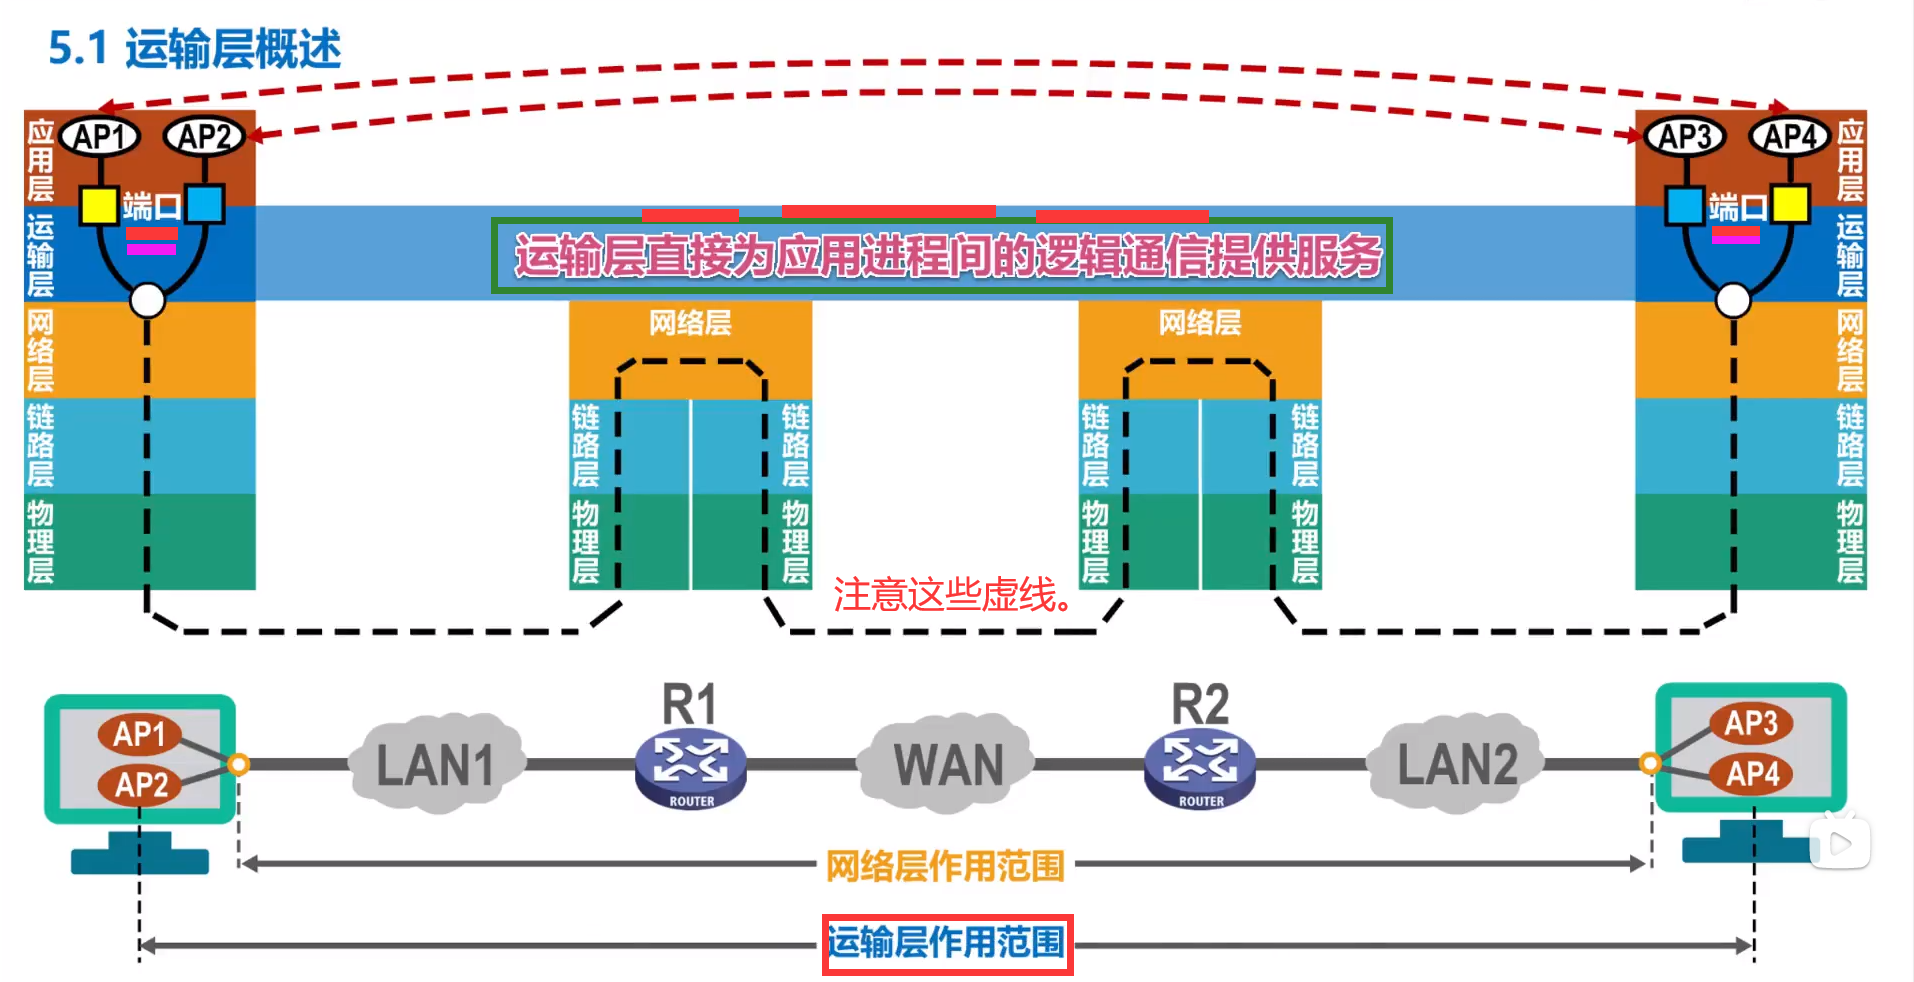 5.1 运输层概述
应用层
AP1
AP2
AP3
AP4
应用层
端口
端口
运输层
运输层直接为应用进程间的逻辑通信提供服务
运输层
网络层
网络层
网络层
网络层
链路层
链路层
链路层
链路层
链路层
链路层
物理层
物理层
物理层
物理层
物理层
物理层
注意这些虚线。
R1
R2
AP1
AP2
LAN1
ROUTER
WAN
ROUTER
LAN2
AP3
AP4
网络层作用范围
运输层作用范围